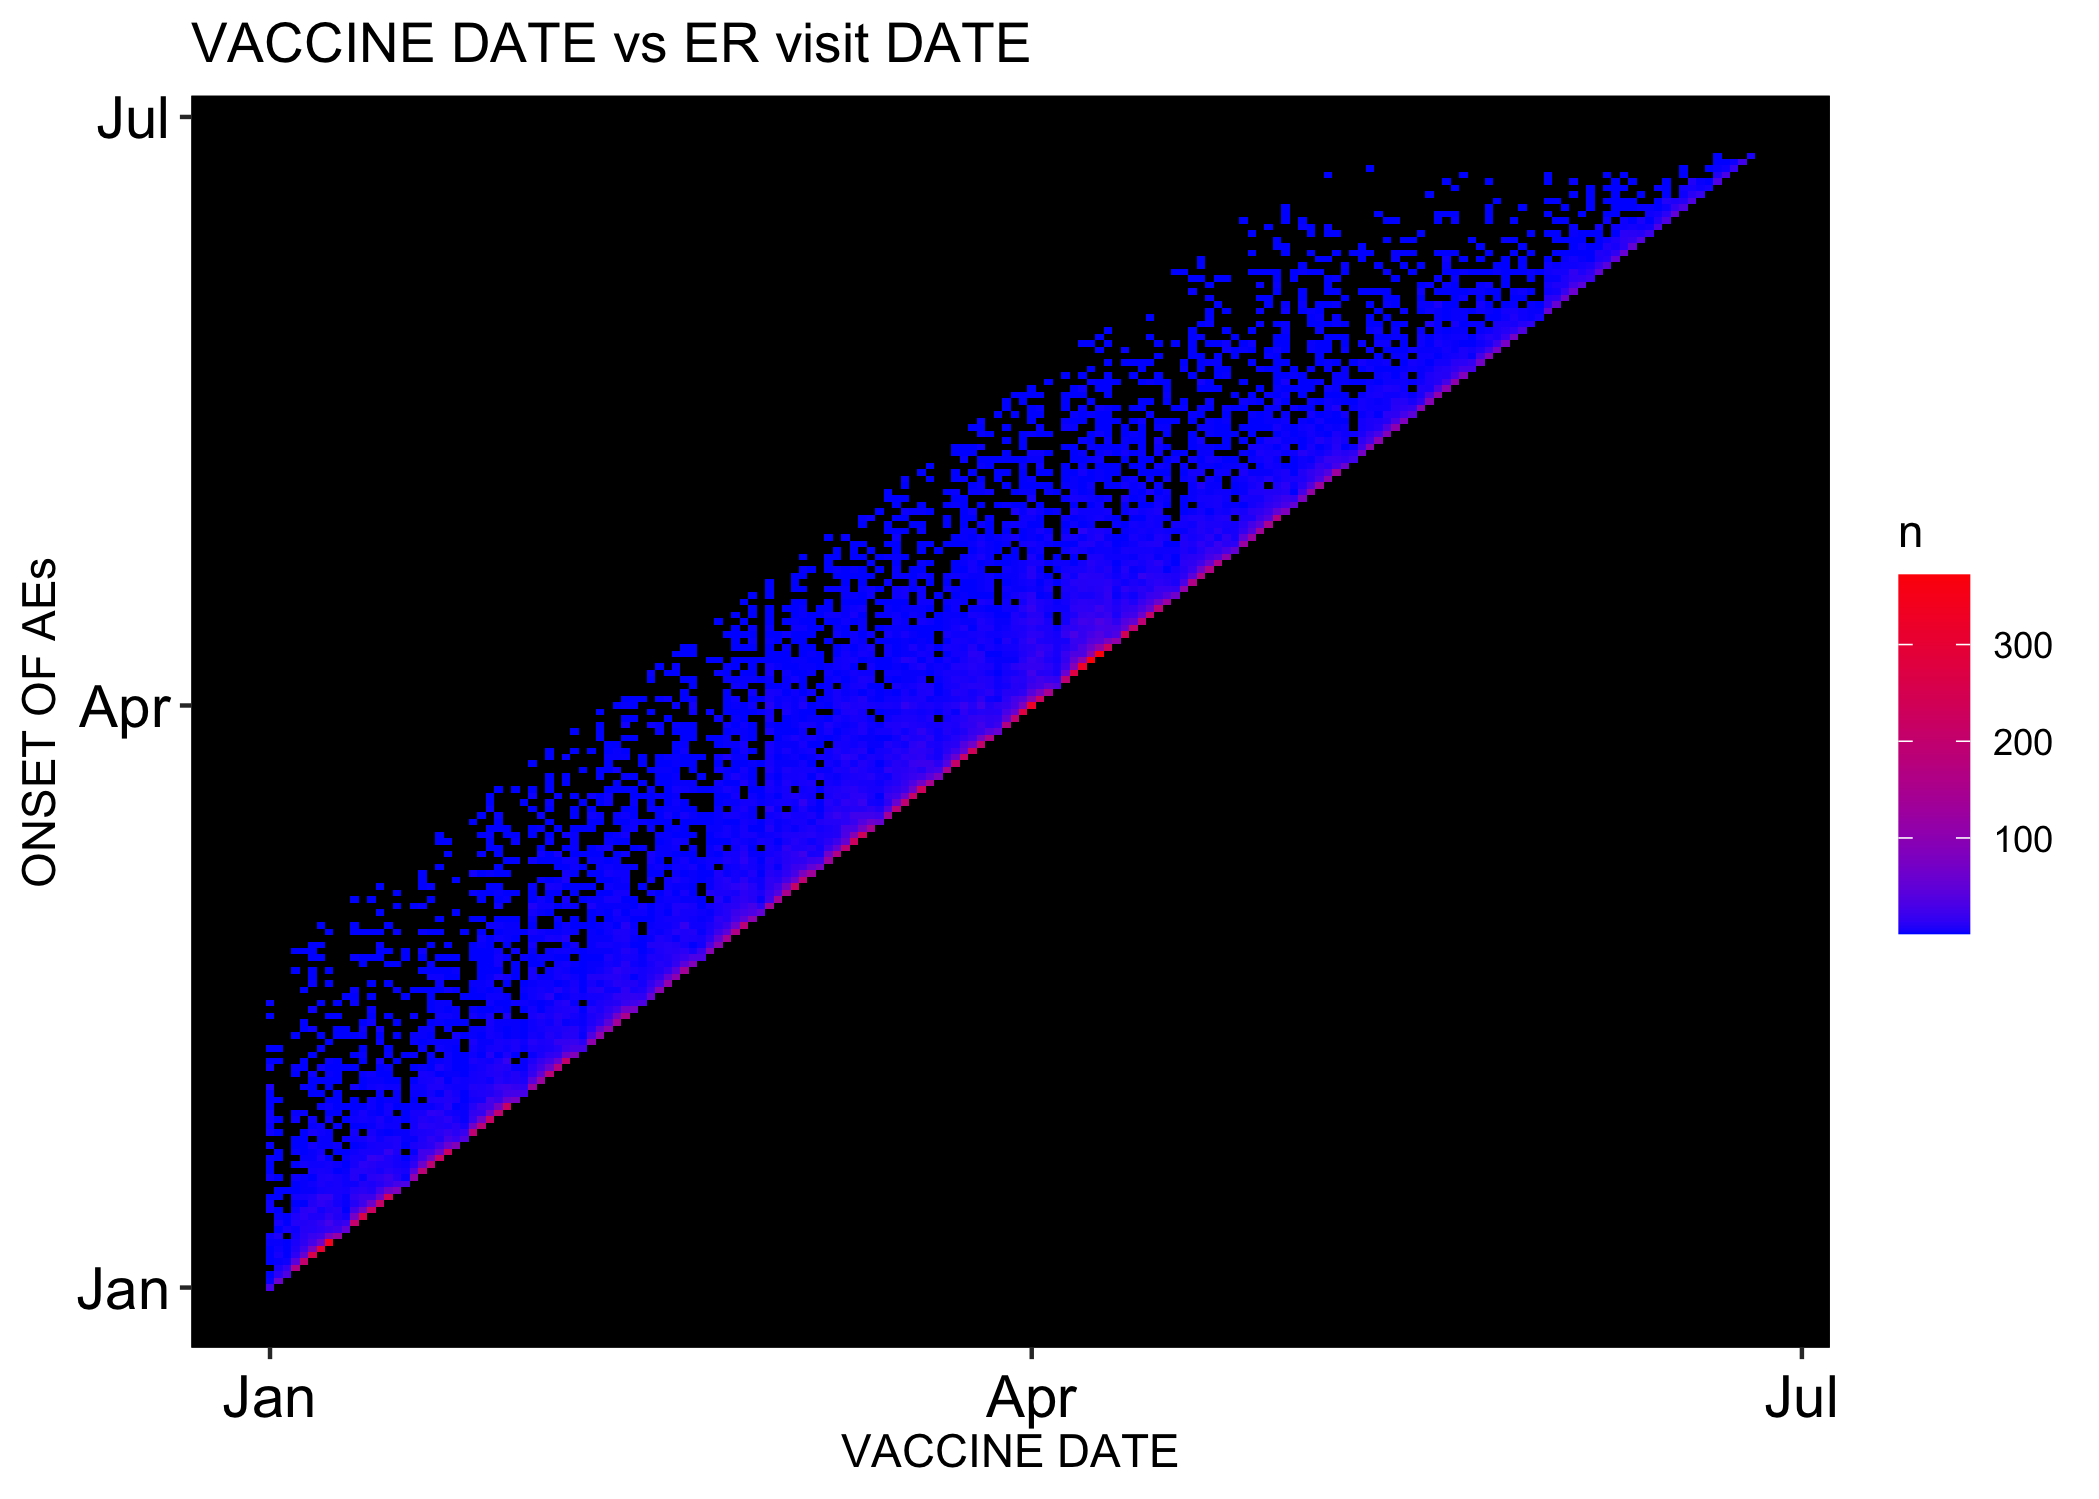 VACCINE DATE vs ER visit DATE
Jul
Apr
Jan
ONSET OF AEs
Jan
Apr
Jul
VACCINE DATE
n
300
200
100